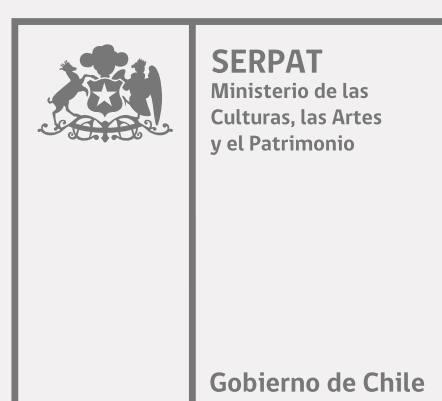 SERPAT
Ministerio de las
Culturas, las Artes
y el Patrimonio
Gobierno de Chile